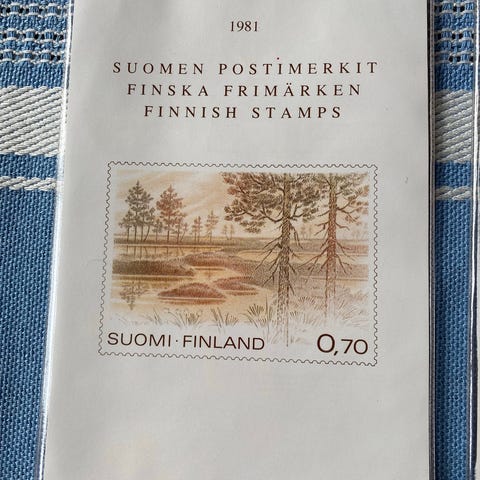 1981
SUOMEN POSTIMERKIT
FINSKA FRIMÄRKEN
FINNISH STAMPS
SUOMI · FINLAND 0,70